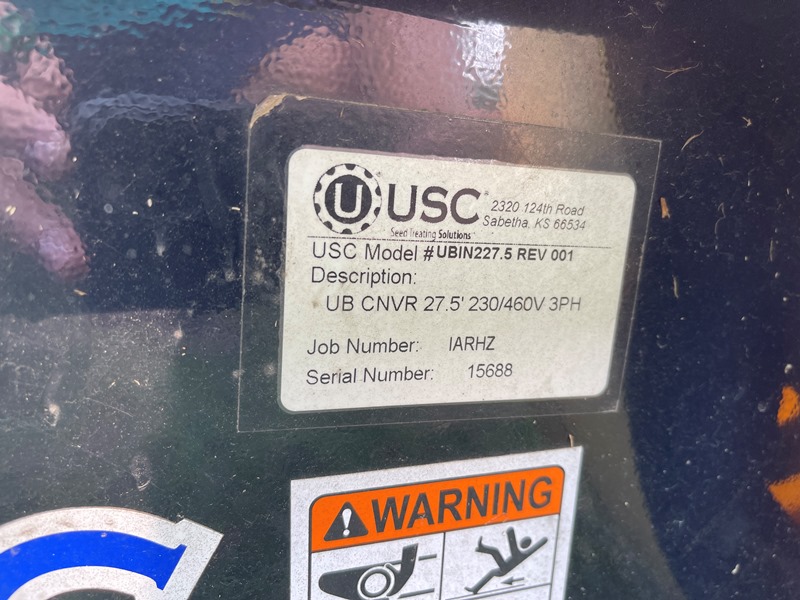 U USC
2320 124th Road
Sabetha, KS 66534
Seed Treating Solutions
USC Model #UBIN227.5 REV 001
Description:
UB CNVR 27.5' 230/460V 3PH
Job Number: IARHZ
Serial Number: 15688
WARNING